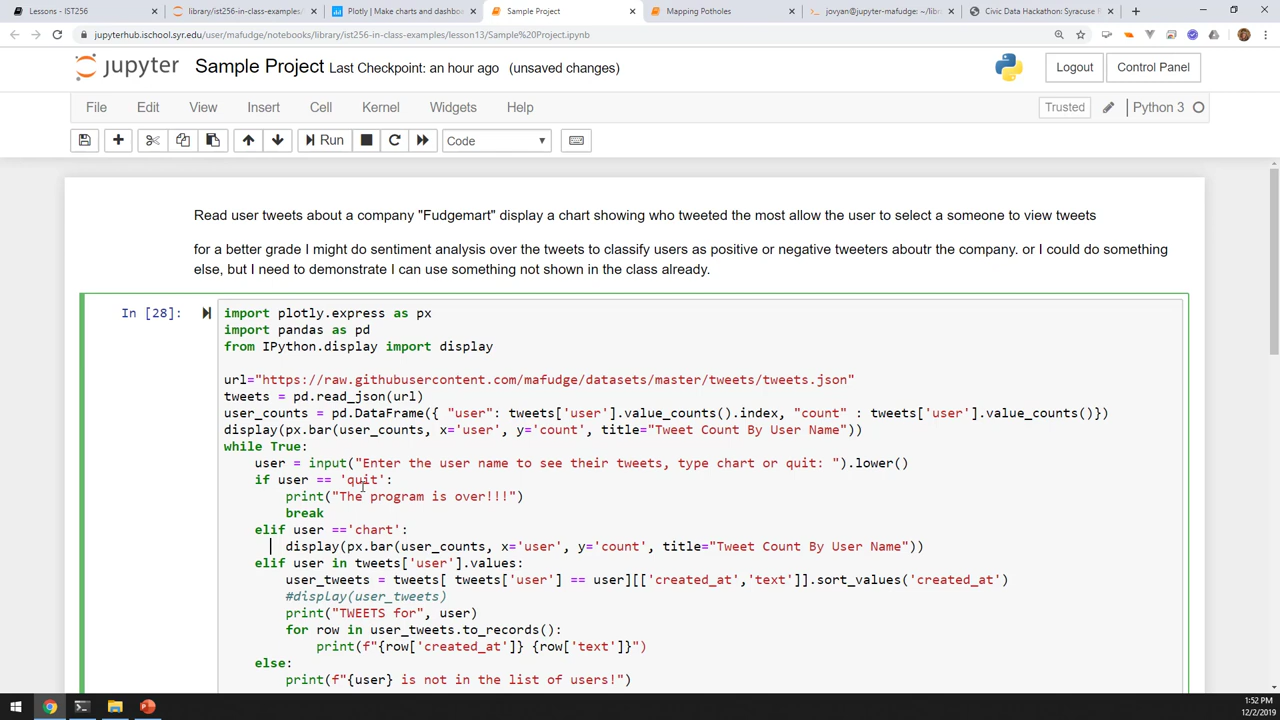 Lessons - IST256
library/ist256-in-class-examples/
Plotly | Make charts and dashboa
Sample Project
Mapping Potholes
jovyan@jupyter-mafudge: ~/libr
Civic Data Hackathon: Syracuse R
jupyterhub.ischool.syr.edu/user/mafudge/notebooks/library/ist256-in-class-examples/lesson13/Sample%20Project.ipynb
jupyter Sample Project Last Checkpoint: an hour ago (unsaved changes)
Logout
Control Panel
File Edit View Insert Cell Kernel Widgets Help
Trusted
Python 3
Run
Code
Read user tweets about a company "Fudgemart" display a chart showing who tweeted the most allow the user to select a someone to view tweets
for a better grade I might do sentiment analysis over the tweets to classify users as positive or negative tweeters aboutr the company. or I could do something
else, but I need to demonstrate I can use something not shown in the class already.
In [28]:
import plotly.express as px
import pandas as pd
from IPython.display import display
url="https://raw.githubusercontent.com/mafudge/datasets/master/tweets/tweets.json"
tweets = pd.read_json(url)
user_counts = pd.DataFrame({ "user": tweets['user'].value_counts().index, "count" : tweets['user'].value_counts()})
display(px.bar(user_counts, x='user', y='count', title="Tweet Count By User Name"))
while True:
user = input("Enter the user name to see their tweets, type chart or quit: ").lower()
if user == 'quit':
print("The program is over!!!")
break
elif user =='chart':
display(px.bar(user_counts, x='user', y='count', title="Tweet Count By User Name"))
elif user in tweets['user'].values:
user_tweets = tweets[ tweets['user'] == user][['created_at','text']].sort_values('created_at')
#display(user_tweets)
print("TWEETS for", user)
for row in user_tweets.to_records():
print(f"{row['created_at']} {row['text']}")
else:
print(f"{user} is not in the list of users!")
1:52 PM
12/2/2019